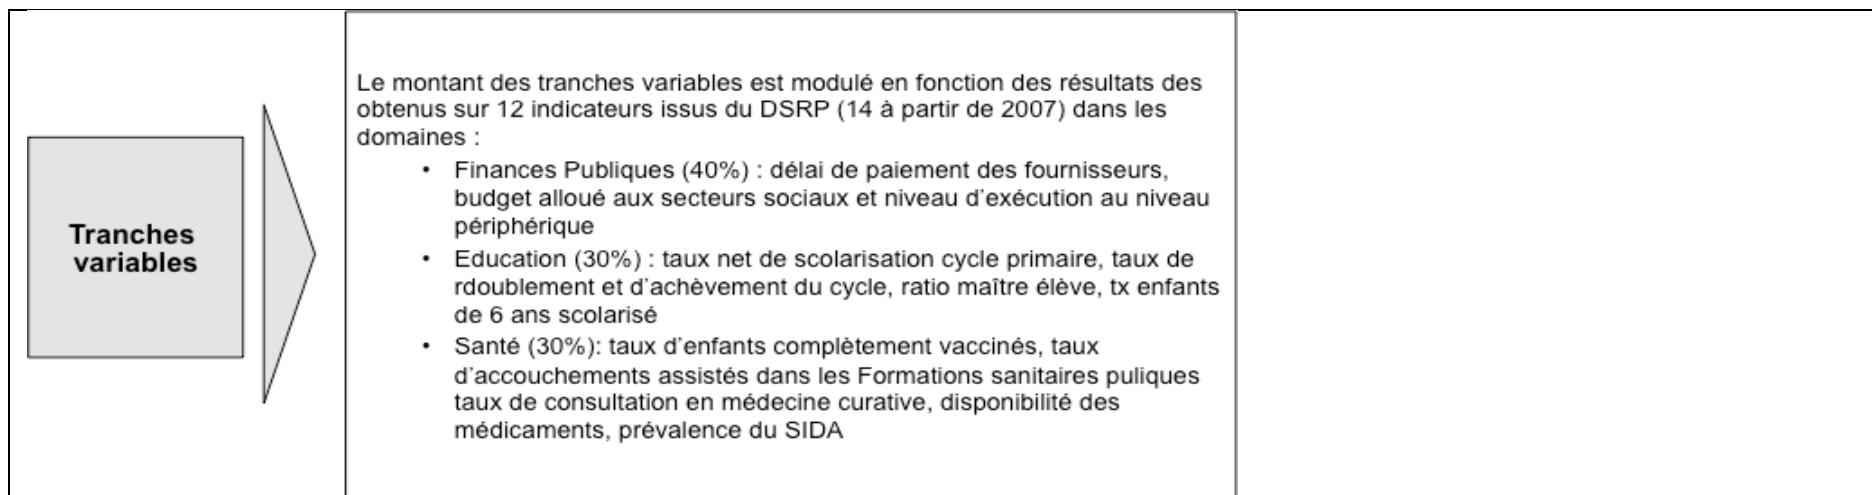 Tranches
variables
Le montant des tranches variables est modulé en fonction des résultats des
obtenus sur 12 indicateurs issus du DSRP (14 à partir de 2007) dans les
domaines :
• Finances Publiques (40%) : délai de paiement des fournisseurs,
budget alloué aux secteurs sociaux et niveau d'exécution au niveau
périphérique
• Education (30%) : taux net de scolarisation cycle primaire, taux de
rdoublement et d'achèvement du cycle, ratio maître élève, tx enfants
de 6 ans scolarisé
• Santé (30%): taux d'enfants complètement vaccinés, taux
d'accouchements assistés dans les Formations sanitaires puliques
taux de consultation en médecine curative, disponibilité des
médicaments, prévalence du SIDA